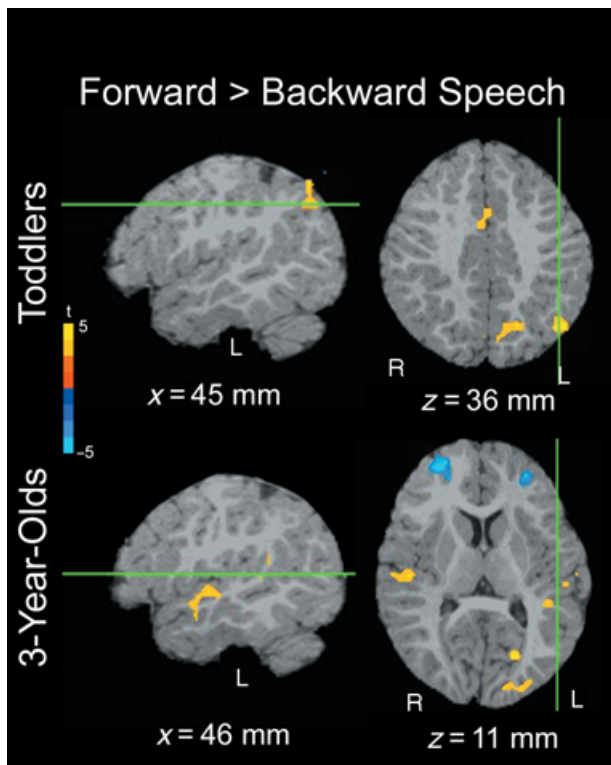 Forward > Backward Speech
Toddlers
t
5
−5
L
x = 45 mm
R
L
z = 36 mm
3-Year-Olds
L
x = 46 mm
R
L
z = 11 mm